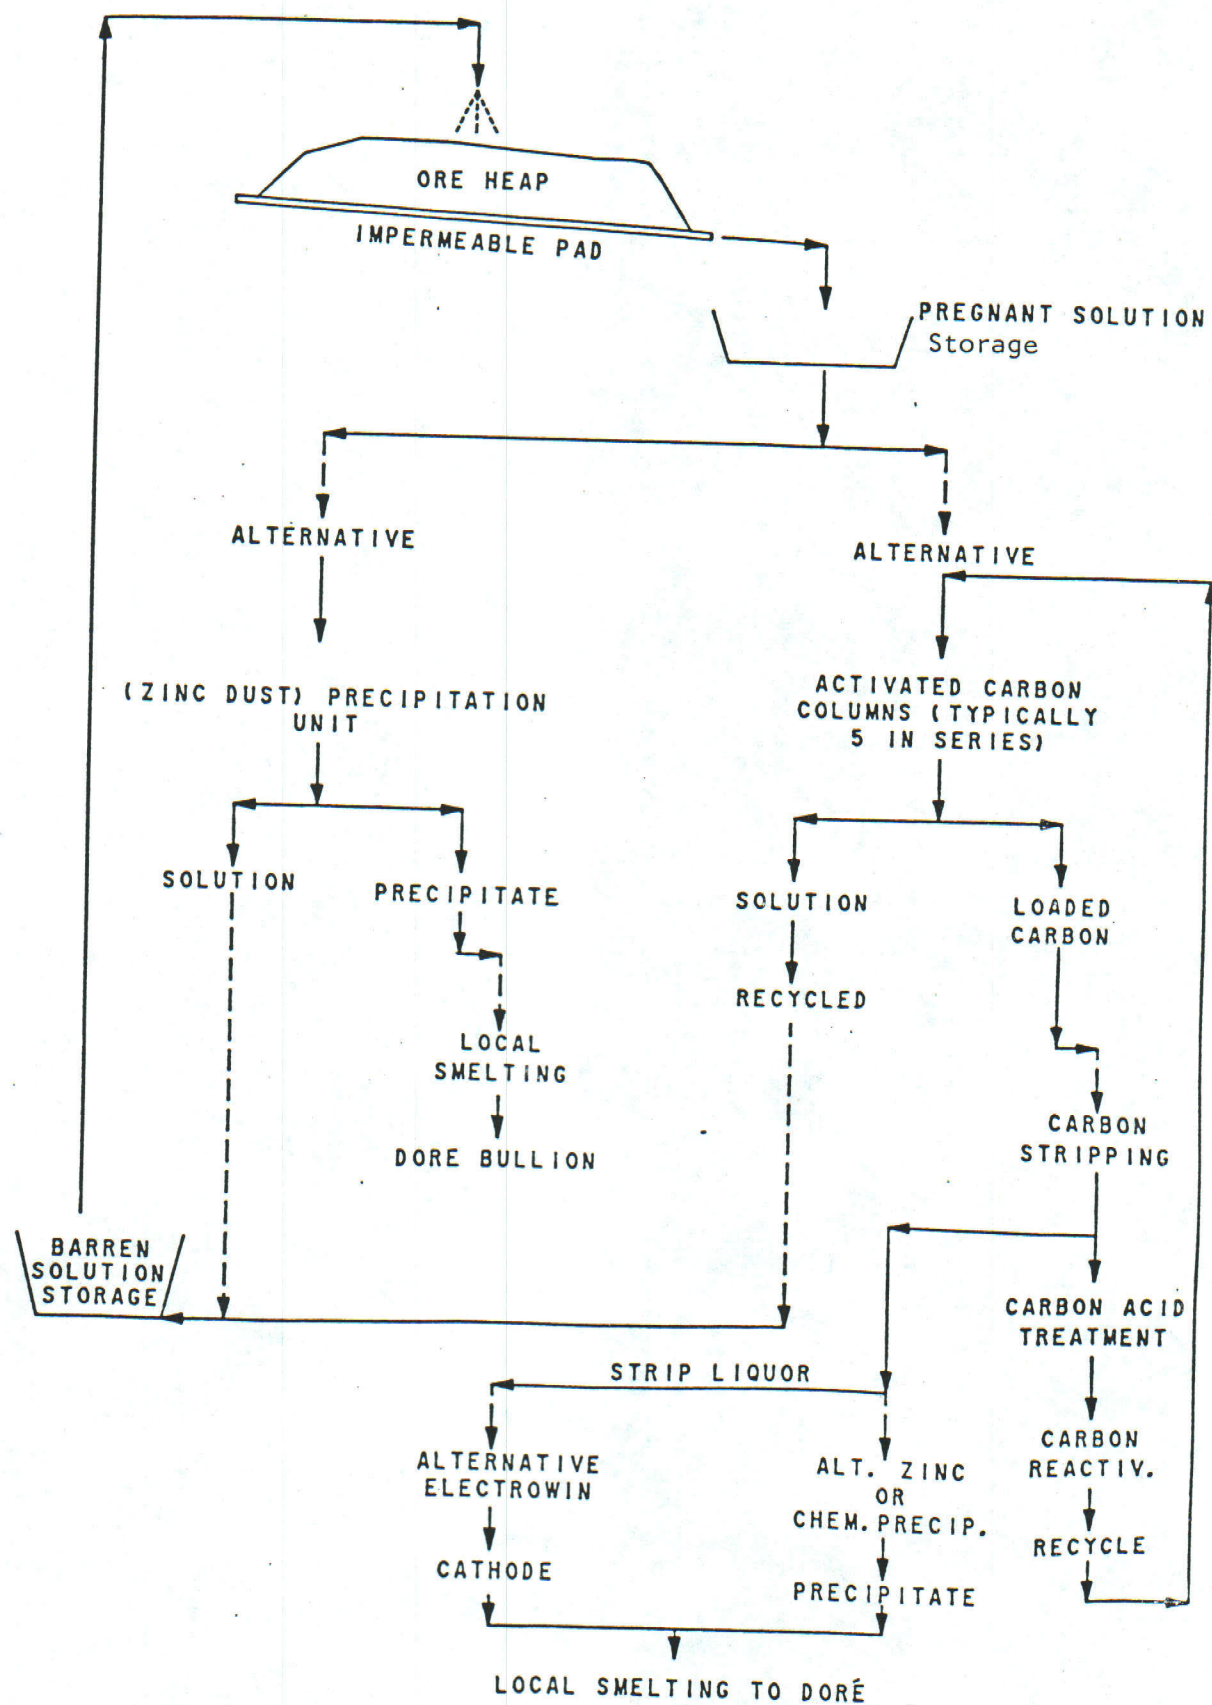 ORE HEAP
IMPERMEABLE PAD
PREGNANT SOLUTION
Storage
ALTERNATIVE
ALTERNATIVE
(ZINC DUST) PRECIPITATION
UNIT
ACTIVATED CARBON
COLUMNS (TYPICALLY
5 IN SERIES)
SOLUTION
PRECIPITATE
SOLUTION
LOADED
CARBON
RECYCLED
LOCAL
SMELTING
DORE BULLION
CARBON
STRIPPING
BARREN
SOLUTION
STORAGE
CARBON ACID
TREATMENT
STRIP LIQUOR
ALTERNATIVE
ELECTROWIN
ALT. ZINC
OR
CHEM. PRECIP.
CARBON
REACTIV.
RECYCLE
CATHODE
PRECIPITATE
LOCAL SMELTING TO DORÉ